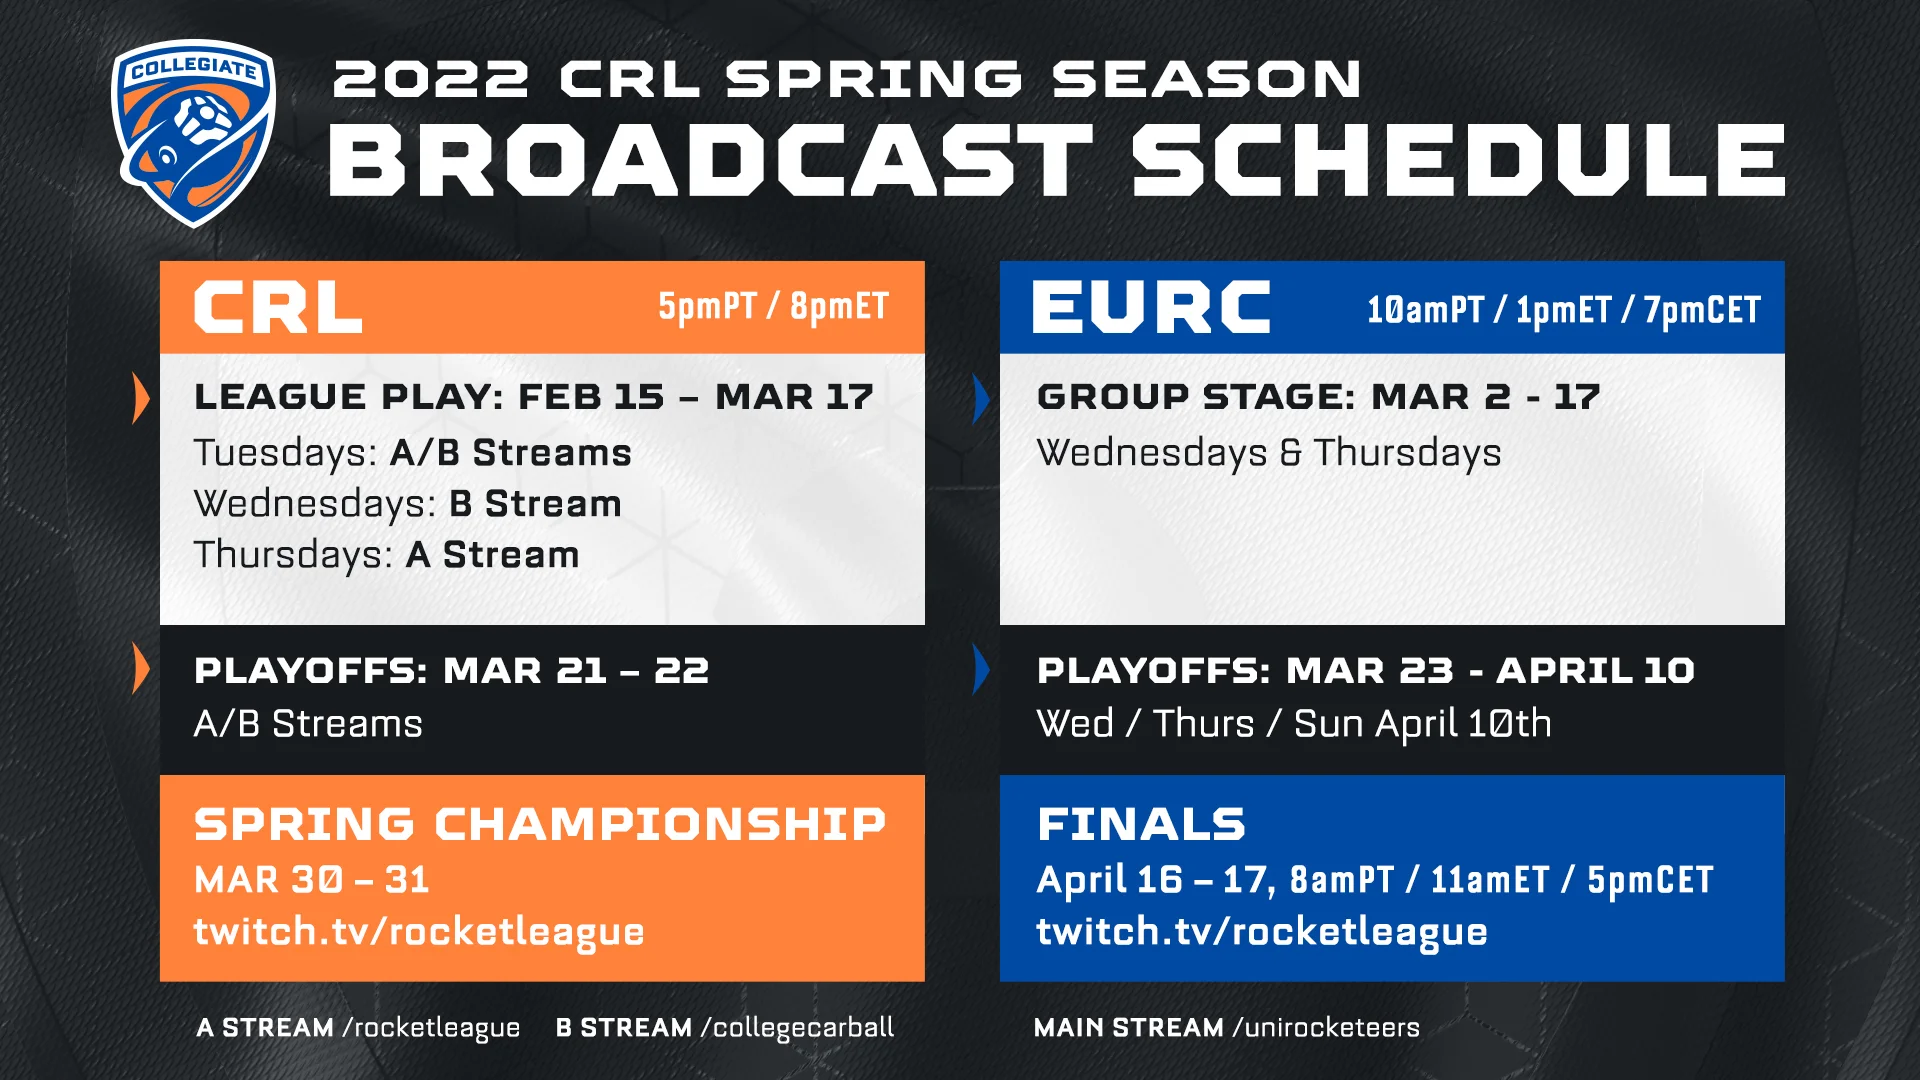 COLLEGIATE
2022 CRL SPRING SEASON
BROADCAST SCHEDULE
CRL 5pmPT / 8pmET
LEAGUE PLAY: FEB 15 – MAR 17
Tuesdays: A/B Streams
Wednesdays: B Stream
Thursdays: A Stream
PLAYOFFS: MAR 21 – 22
A/B Streams
SPRING CHAMPIONSHIP
MAR 30 – 31
twitch.tv/rocketleague
A STREAM /rocketleague B STREAM /collegecarball
EURC 10amPT / 1pmET / 7pmCET
GROUP STAGE: MAR 2 - 17
Wednesdays & Thursdays
PLAYOFFS: MAR 23 - APRIL 10
Wed / Thurs / Sun April 10th
FINALS
April 16 – 17, 8amPT / 11amET / 5pmCET
twitch.tv/rocketleague
MAIN STREAM /unirocketeers